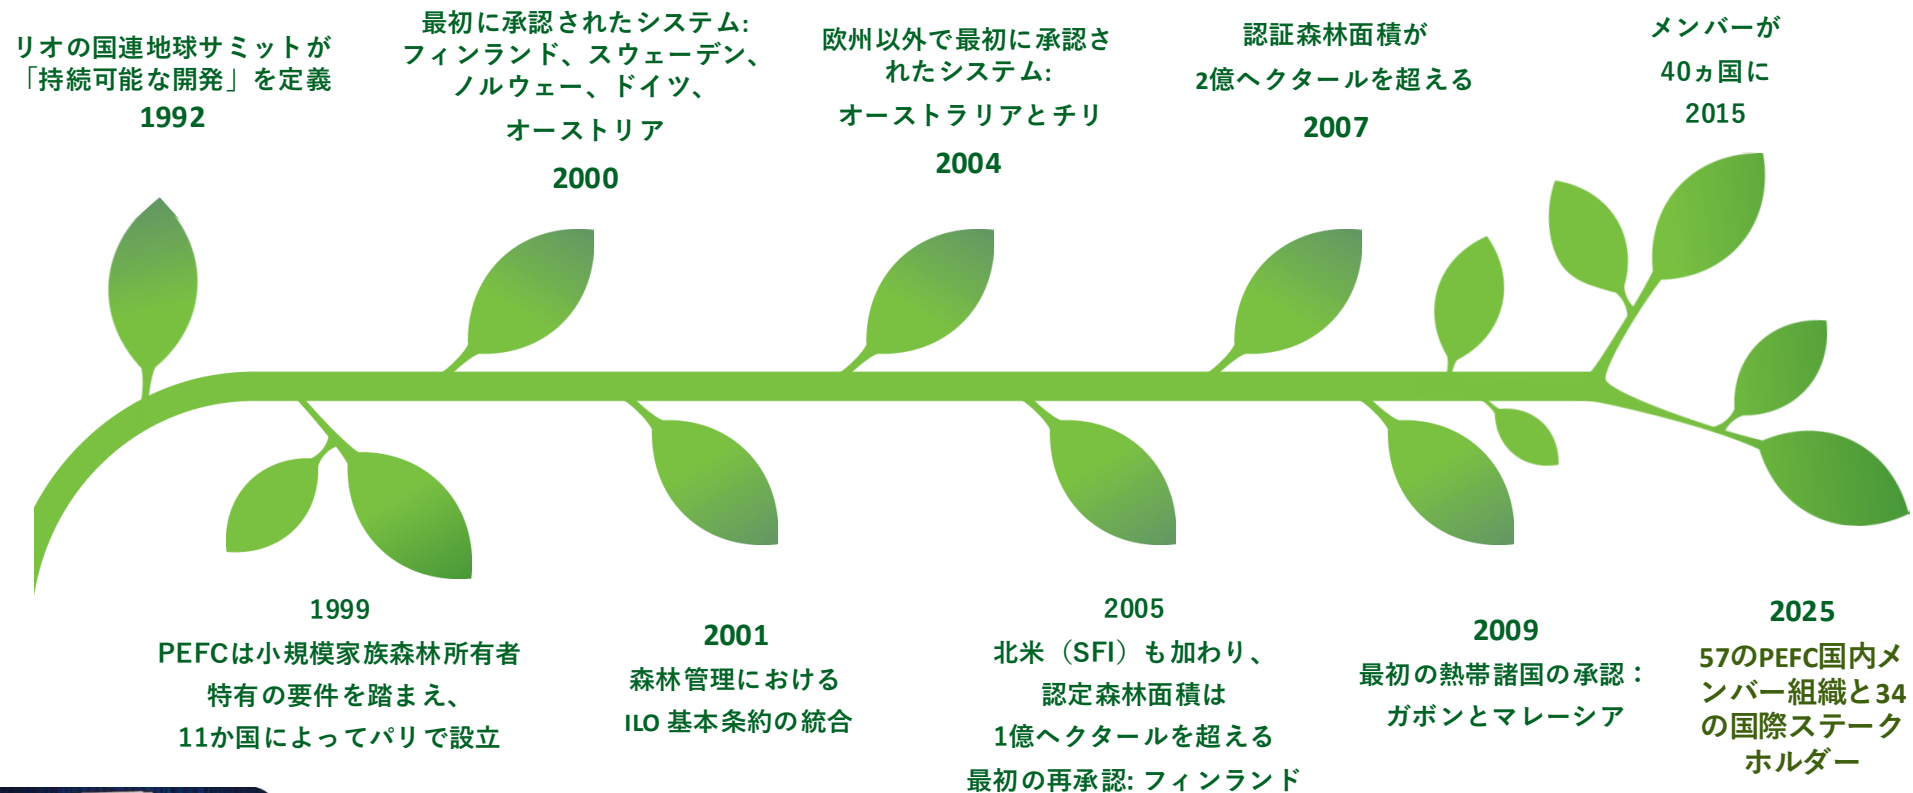 リオの国連地球サミットが
「持続可能な開発」を定義
1992
最初に承認されたシステム:
フィンランド、スウェーデン、
ノルウェー、ドイツ、
オーストリア
2000
欧州以外で最初に承認さ
れたシステム:
オーストラリアとチリ
2004
認証森林面積が
2億ヘクタールを超える
2007
メンバーが
40ヵ国に
2015
1999
PEFCは小規模家族森林所有者
特有の要件を踏まえ、
11か国によってパリで設立
2001
森林管理における
ILO 基本条約の統合
2005
北米（SFI）も加わり、
認定森林面積は
1億ヘクタールを超える
最初の再承認: フィンランド
2009
最初の熱帯諸国の承認：
ガボンとマレーシア
2025
57のPEFC国内メ
ンバー組織と34
の国際ステーク
ホルダー